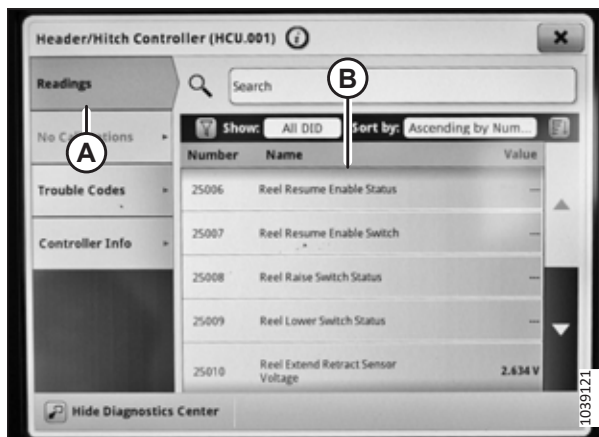 Header/Hitch Controller (HCU.001)
Readings
Search
B
No Calibrations
A
Show: All DID Sort by: Ascending by Num...
Number Name Value
Trouble Codes
25006 Reel Resume Enable Status ---
25007 Reel Resume Enable Switch ---
Controller Info
25008 Reel Raise Switch Status ---
25009 Reel Lower Switch Status ---
25010 Reel Extend Retract Sensor
Voltage 2.634 V
Hide Diagnostics Center
1039121